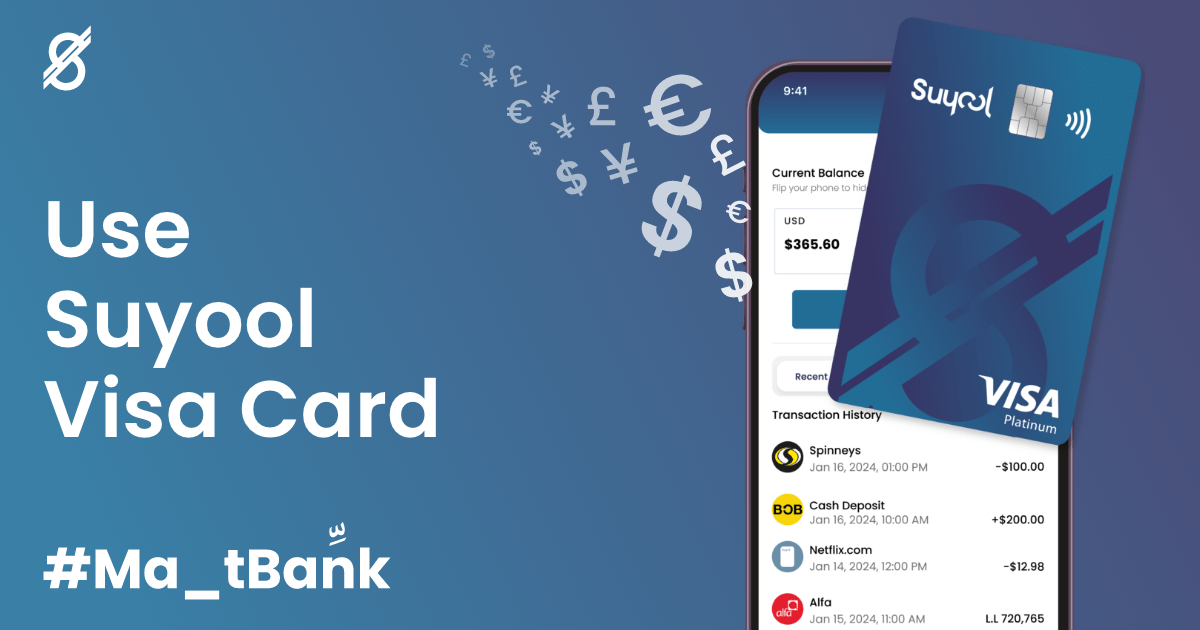 Use
Suyool
Visa Card
#Ma_tBank
£ $
¥ £
€ ¥ £ €
$ ¥
$ ¥ £
$ €
$
9:41
Current Balance
Flip your phone to hid
USD
$365.60
Recent
Transaction History
Spinneys
Jan 16, 2024, 01:00 PM
-$100.00
BOB
Cash Deposit
Jan 16, 2024, 10:00 AM
+$200.00
Netflix.com
Jan 14, 2024, 12:00 PM
-$12.98
alfa
Alfa
Jan 15, 2024, 11:00 AM
L.L 720,765
Suyool
VISA
Platinum